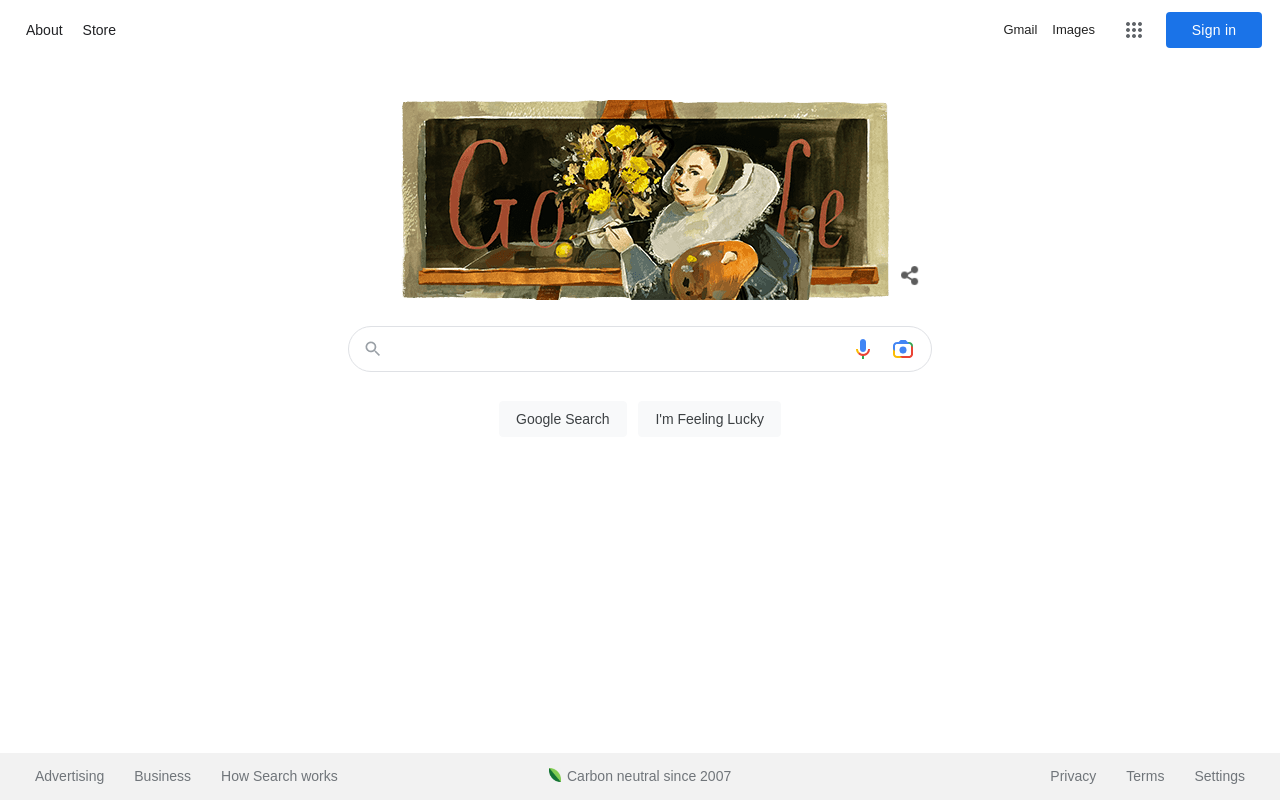 About Store
Gmail Images Sign in
Go le
Google Search I'm Feeling Lucky
Advertising Business How Search works Carbon neutral since 2007 Privacy Terms Settings